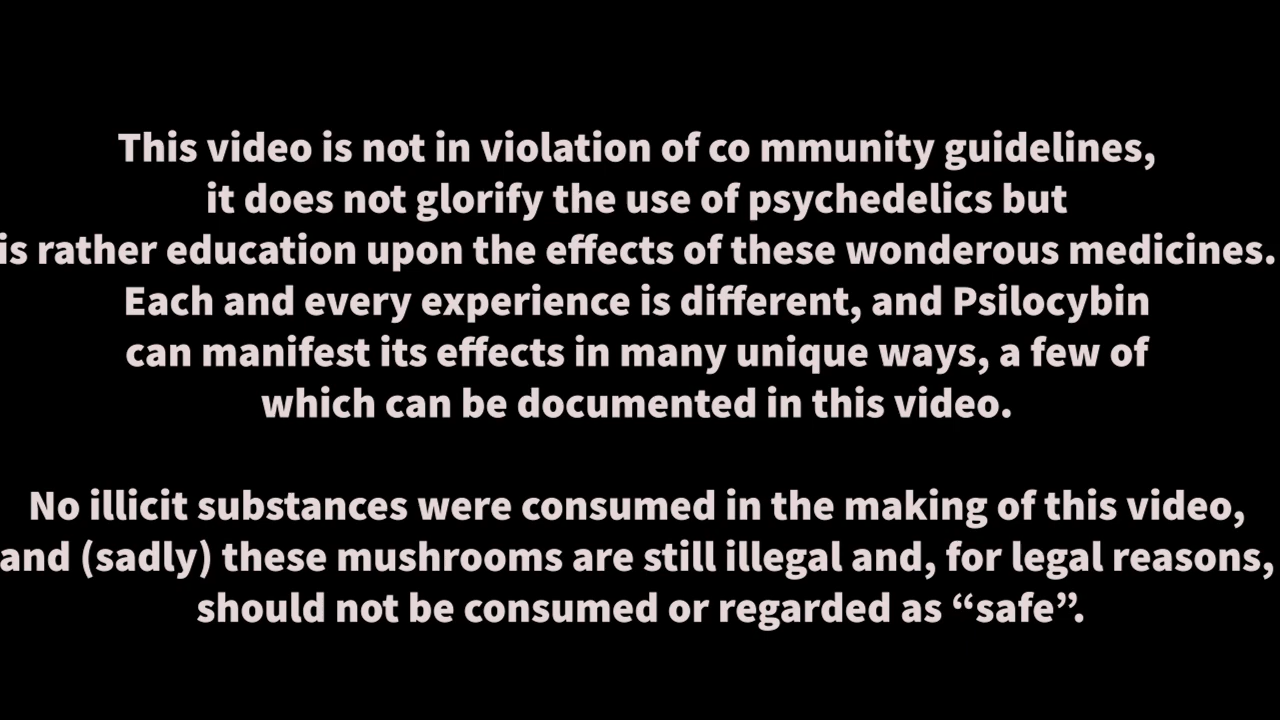 This video is not in violation of co mmunity guidelines,
it does not glorify the use of psychedelics but
is rather education upon the effects of these wonderous medicines.
Each and every experience is different, and Psilocybin
can manifest its effects in many unique ways, a few of
which can be documented in this video.
No illicit substances were consumed in the making of this video,
and (sadly) these mushrooms are still illegal and, for legal reasons,
should not be consumed or regarded as “safe”.